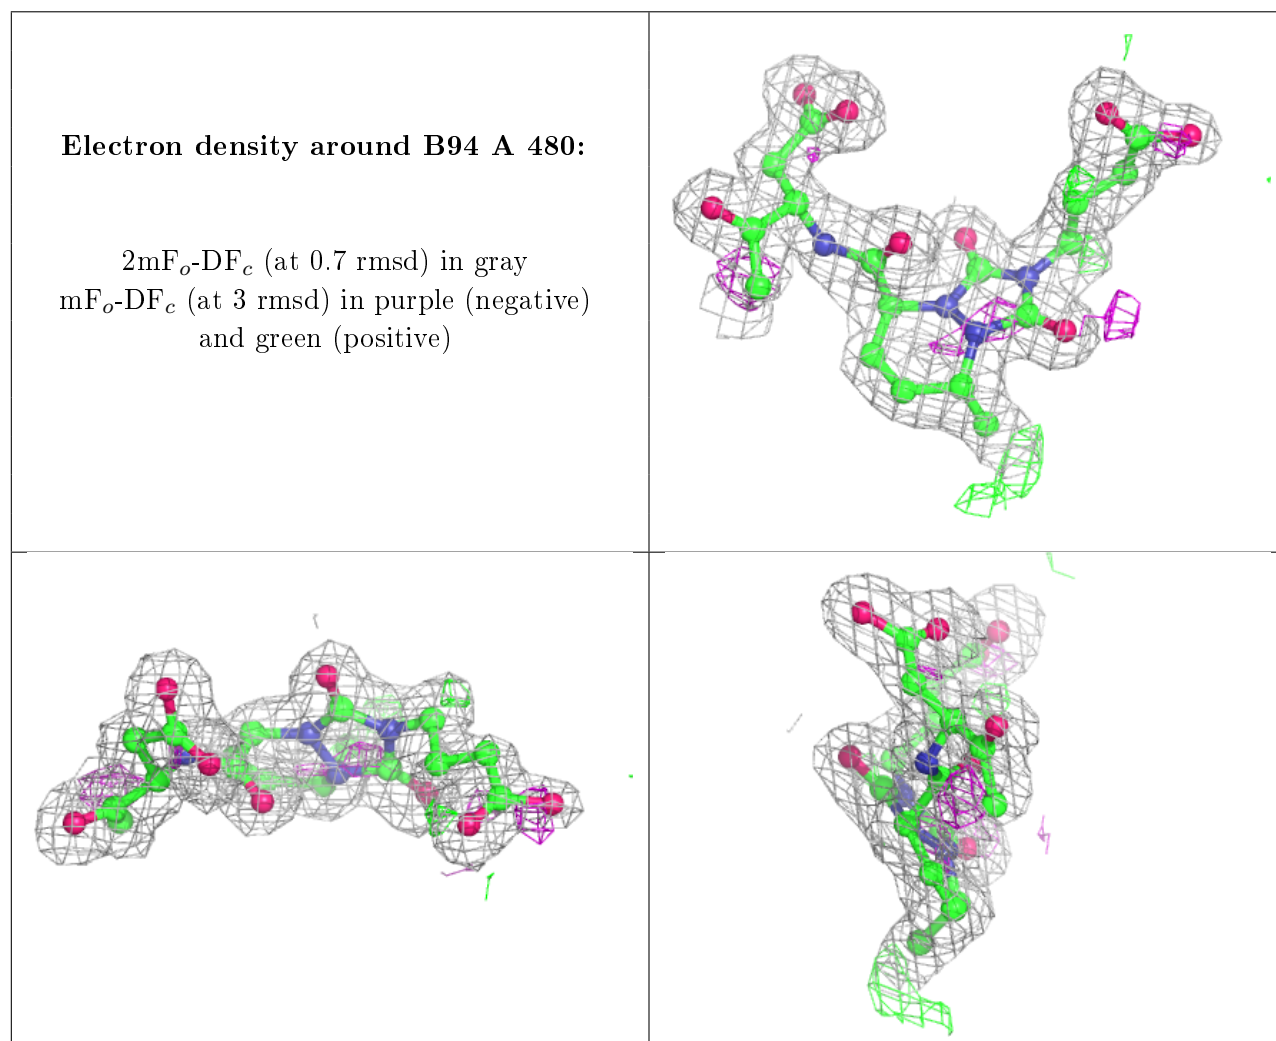 Electron density around B94 A 480:
2mFₒ-DF𝒸 (at 0.7 rmsd) in gray
mFₒ-DF𝒸 (at 3 rmsd) in purple (negative)
and green (positive)